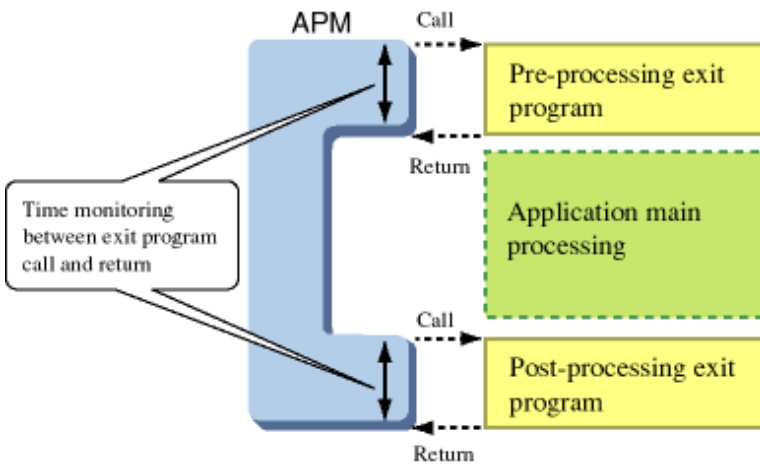 APM
Call
Pre-processing exit
program
Return
Time monitoring
between exit program
call and return
Application main
processing
Call
Post-processing exit
program
Return